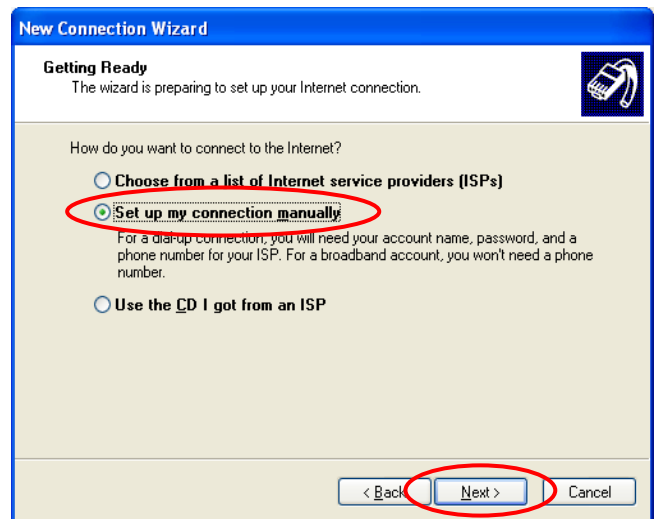 New Connection Wizard
Getting Ready
The wizard is preparing to set up your Internet connection.
How do you want to connect to the Internet?
Choose from a list of Internet service providers (ISPs)
Set up my connection manually
For a dial-up connection, you will need your account name, password, and a
phone number for your ISP. For a broadband account, you won't need a phone
number.
Use the CD I got from an ISP
< Back Next > Cancel